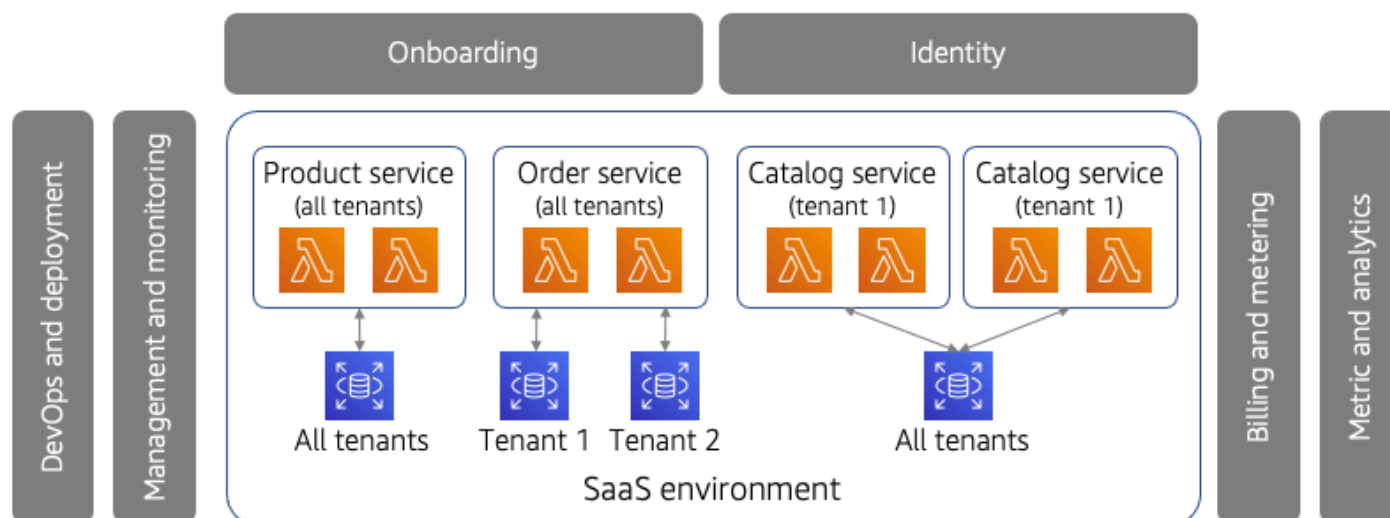 Onboarding
Identity
DevOps and deployment
Management and monitoring
Product service
(all tenants)
Order service
(all tenants)
Catalog service
(tenant 1)
Catalog service
(tenant 1)
All tenants
Tenant 1
Tenant 2
All tenants
SaaS environment
Billing and metering
Metric and analytics